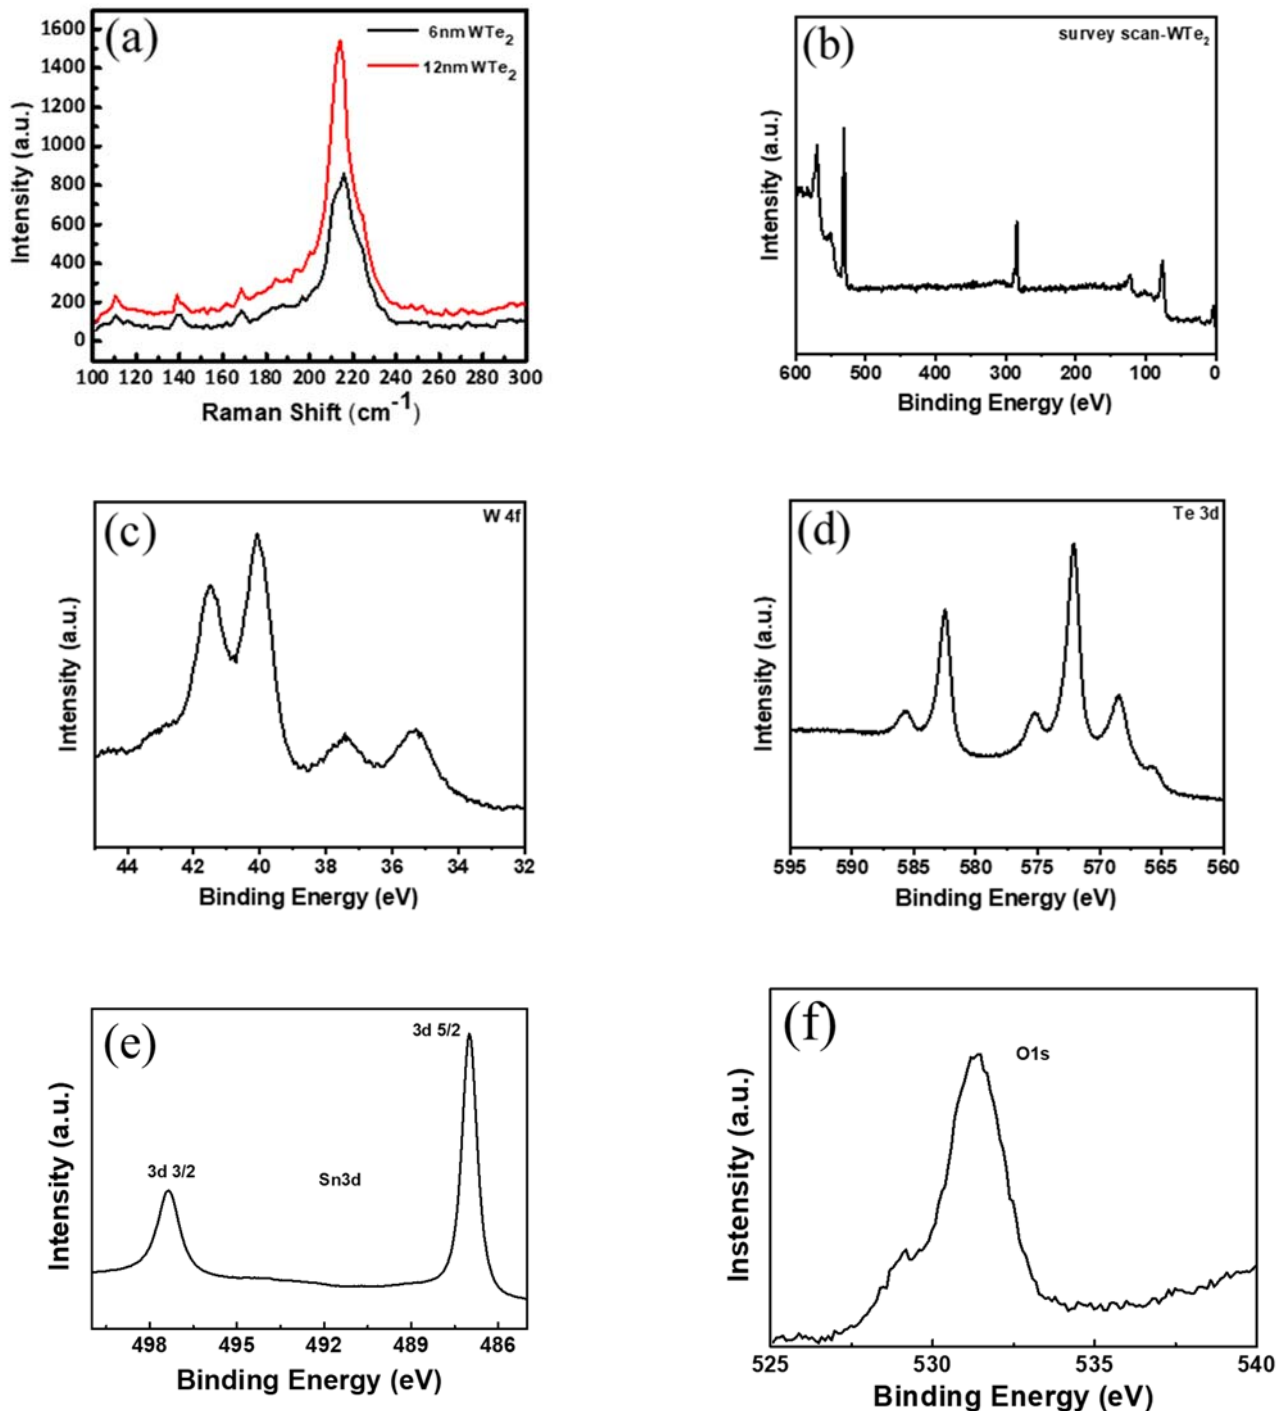 (a)
6nm WTe2
12nm WTe2
1600
1400
1200
1000
800
600
400
200
0
Intensity (a.u.)
100 120 140 160 180 200 220 240 260 280 300
Raman Shift (cm-1)
(b)
survey scan-WTe2
Intensity (a.u.)
600 500 400 300 200 100 0
Binding Energy (eV)
(c)
W 4f
Intensity (a.u.)
44 42 40 38 36 34 32
Binding Energy (eV)
(d)
Te 3d
Intensity (a.u.)
595 590 585 580 575 570 565 560
Binding Energy (eV)
(e)
3d 5/2
3d 3/2
Sn3d
Intensity (a.u.)
498 495 492 489 486
Binding Energy (eV)
(f)
O1s
Instensity (a.u.)
525 530 535 540
Binding Energy (eV)